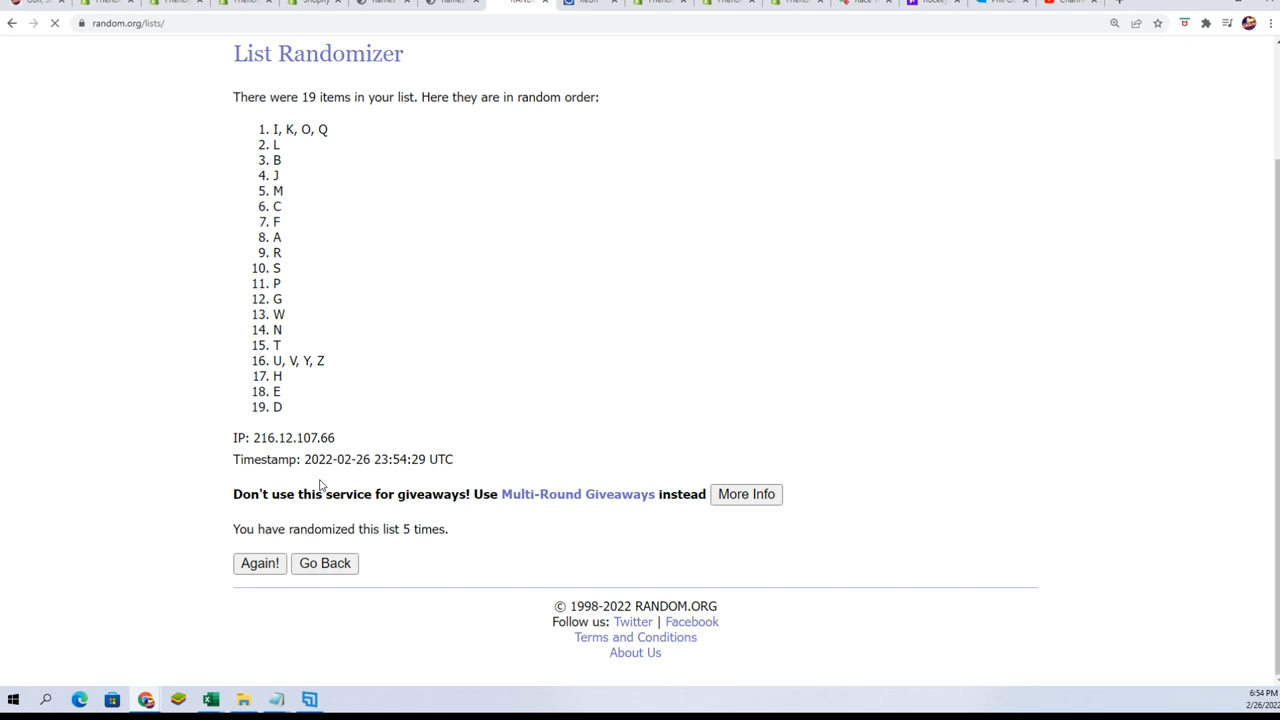 random.org/lists/
List Randomizer
There were 19 items in your list. Here they are in random order:
1. I, K, O, Q
2. L
3. B
4. J
5. M
6. C
7. F
8. A
9. R
10. S
11. P
12. G
13. W
14. N
15. T
16. U, V, Y, Z
17. H
18. E
19. D
IP: 216.12.107.66
Timestamp: 2022-02-26 23:54:29 UTC
Don't use this service for giveaways! Use Multi-Round Giveaways instead More Info
You have randomized this list 5 times.
Again! Go Back
© 1998-2022 RANDOM.ORG
Follow us: Twitter | Facebook
Terms and Conditions
About Us
6:54 PM